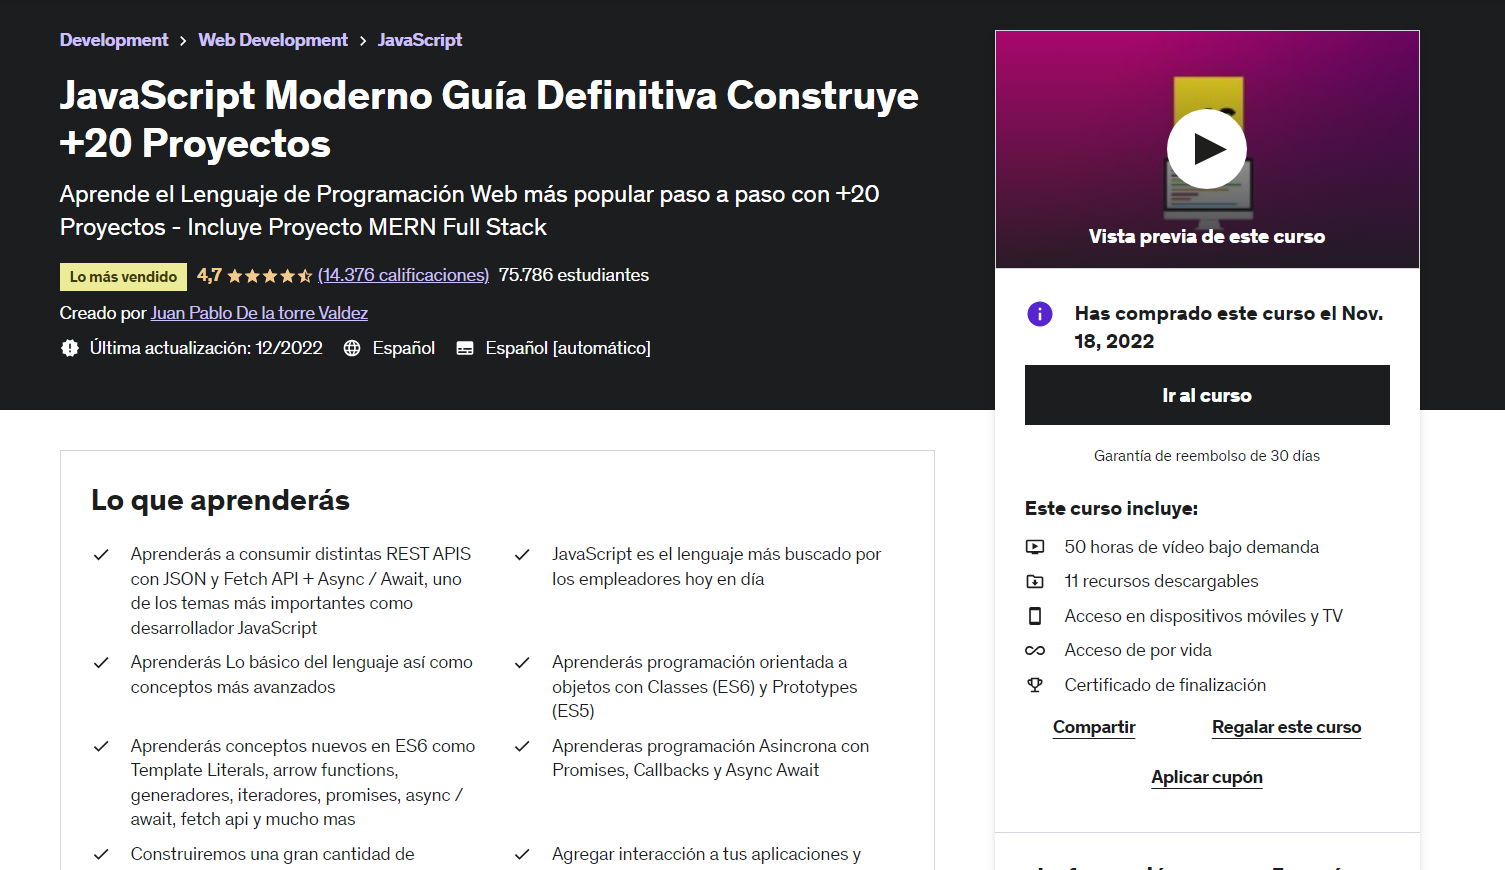 Development > Web Development > JavaScript
JavaScript Moderno Guía Definitiva Construye
+20 Proyectos
Aprende el Lenguaje de Programación Web más popular paso a paso con +20
Proyectos - Incluye Proyecto MERN Full Stack
Lo más vendido 4,7 (14.376 calificaciones) 75.786 estudiantes
Creado por Juan Pablo De la torre Valdez
Última actualización: 12/2022 Español Español [automático]
Vista previa de este curso
Has comprado este curso el Nov.
18, 2022
Ir al curso
Garantía de reembolso de 30 días
Este curso incluye:
50 horas de vídeo bajo demanda
11 recursos descargables
Acceso en dispositivos móviles y TV
Acceso de por vida
Certificado de finalización
Compartir Regalar este curso
Aplicar cupón
Lo que aprenderás
Aprenderás a consumir distintas REST APIS
con JSON y Fetch API + Async / Await, uno
de los temas más importantes como
desarrollador JavaScript
JavaScript es el lenguaje más buscado por
los empleadores hoy en día
Aprenderás Lo básico del lenguaje así como
conceptos más avanzados
Aprenderás programación orientada a
objetos con Classes (ES6) y Prototypes
(ES5)
Aprenderás conceptos nuevos en ES6 como
Template Literals, arrow functions,
generadores, iteradores, promises, async /
await, fetch api y mucho mas
Aprenderas programación Asincrona con
Promises, Callbacks y Async Await
Construiremos una gran cantidad de
Agregar interacción a tus aplicaciones y